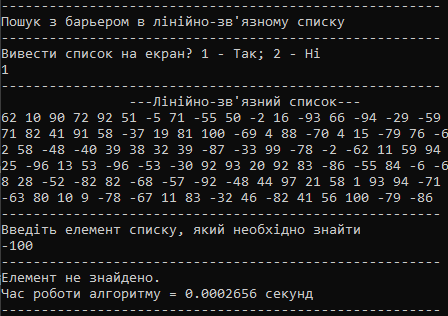 Пошук з барьером в лінійно-зв'язному списку
Вивести список на екран? 1 - Так; 2 - Ні
1
---Лінійно-зв'язний список---
62 10 90 72 92 51 -5 71 -55 50 -2 16 -93 66 -94 -29 -59
71 82 41 91 58 -37 19 81 100 -69 4 88 -70 4 15 -79 76 -6
2 58 -48 -40 39 38 32 39 -87 -33 99 -78 -2 -62 11 59 94
25 -96 13 53 -96 -53 -30 92 93 20 92 83 -86 -55 84 -6 -6
8 28 -52 -82 82 -68 -57 -92 -48 44 97 21 58 1 93 94 -71
-63 80 10 9 -78 -67 11 83 -32 46 -82 41 56 100 -79 -86
Введіть елемент списку, який необхідно знайти
-100
Елемент не знайдено.
Час роботи алгоритму = 0.0002656 секунд